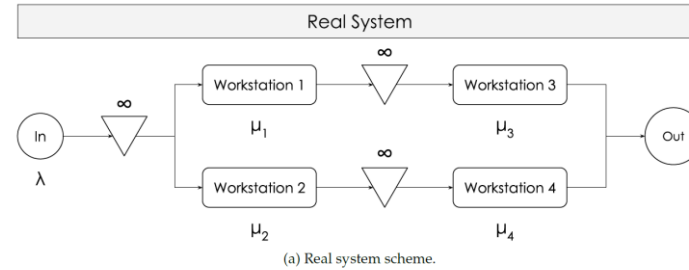 Real System
∞
Workstation 1
∞
Workstation 3
μ1
μ3
In
λ
∞
Workstation 2
Workstation 4
μ2
μ4
Out
(a) Real system scheme.